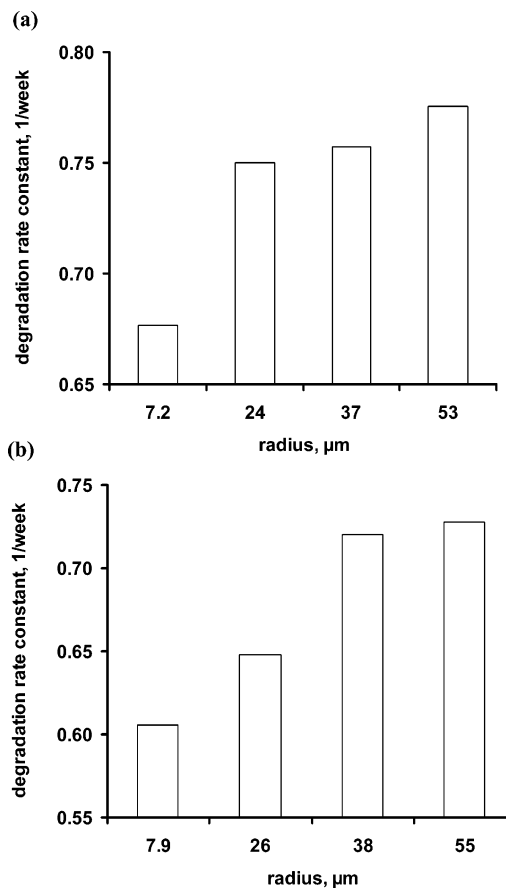 (a)
degradation rate constant, 1/week
0.80
0.75
0.70
0.65
7.2 24 37 53
radius, µm
(b)
degradation rate constant, 1/week
0.75
0.70
0.65
0.60
0.55
7.9 26 38 55
radius, µm